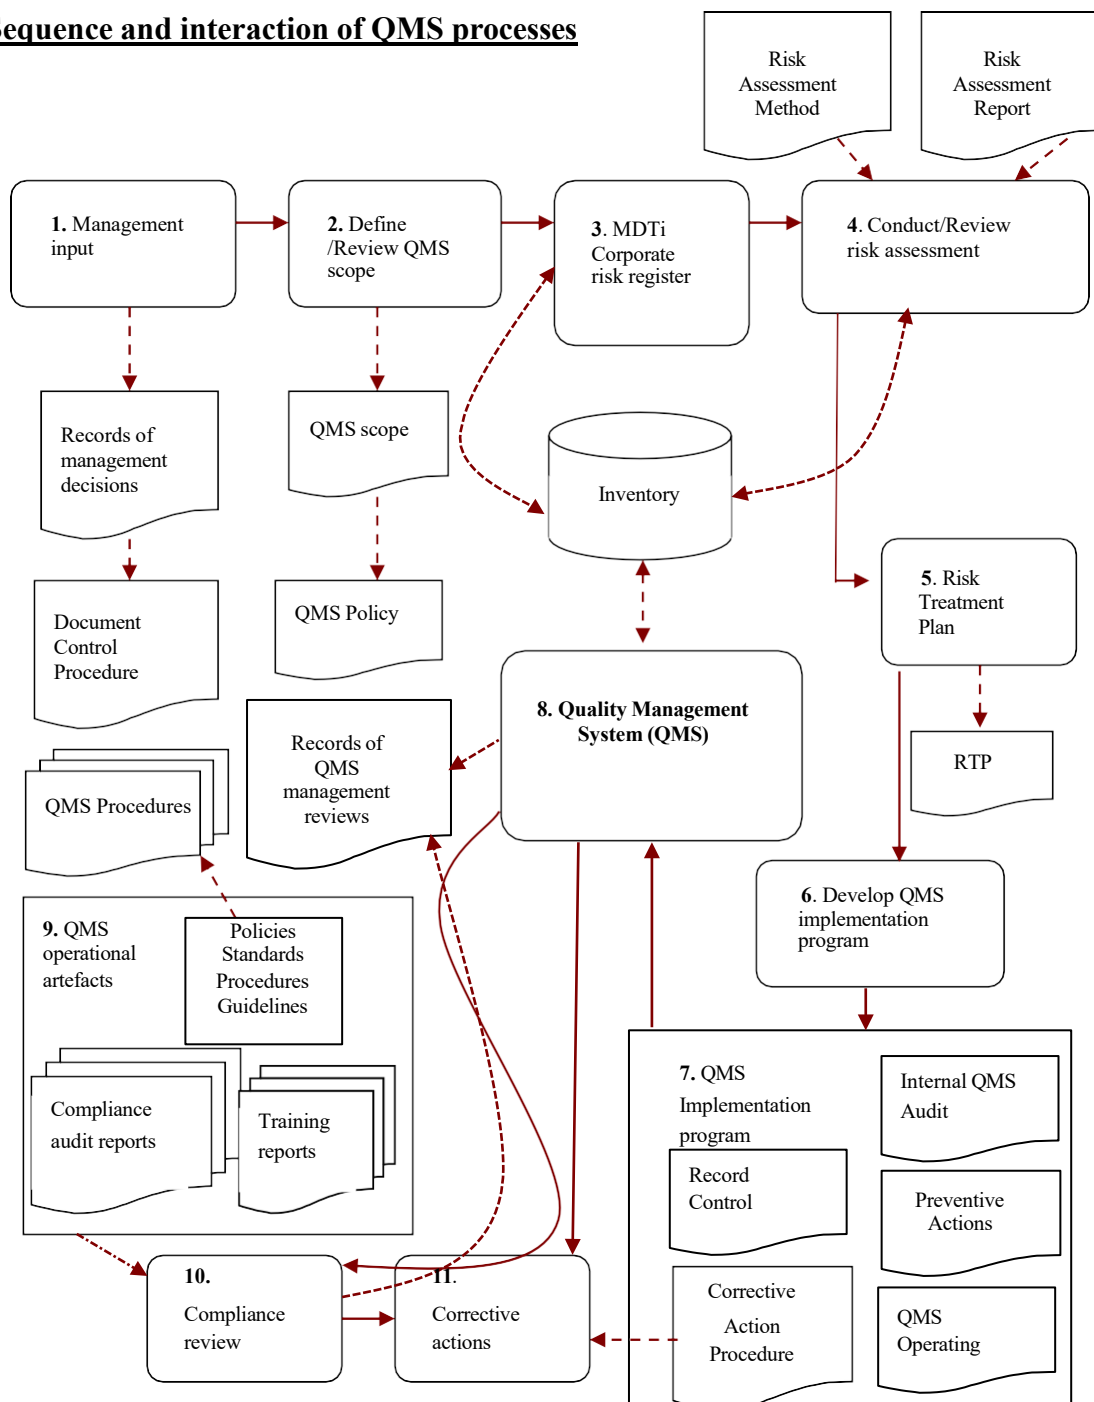 Sequence and interaction of QMS processes
Risk
Assessment
Method
Risk
Assessment
Report
1. Management
input
2. Define
/Review QMS
scope
3. MDTi
Corporate
risk register
4. Conduct/Review
risk assessment
Records of
management
decisions
QMS scope
Inventory
Document
Control
Procedure
QMS Policy
5. Risk
Treatment
Plan
8. Quality Management
System (QMS)
Records of
QMS
management
reviews
RTP
QMS Procedures
6. Develop QMS
implementation
program
9. QMS
operational
artefacts
Policies
Standards
Procedures
Guidelines
Compliance
audit reports
Training
reports
7. QMS
Implementation
program
Internal QMS
Audit
Record
Control
Preventive
Actions
10.
Compliance
review
11.
Corrective
actions
Corrective
Action
Procedure
QMS
Operating